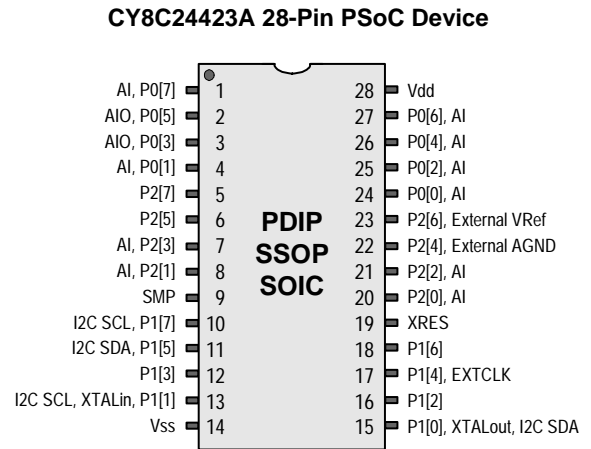 CY8C24423A 28-Pin PSoC Device
AI, P0[7] 1 28 Vdd
AIO, P0[5] 2 27 P0[6], AI
AIO, P0[3] 3 26 P0[4], AI
AI, P0[1] 4 25 P0[2], AI
P2[7] 5 24 P0[0], AI
P2[5] 6 PDIP 23 P2[6], External VRef
AI, P2[3] 7 SSOP 22 P2[4], External AGND
AI, P2[1] 8 SOIC 21 P2[2], AI
SMP 9 20 P2[0], AI
I2C SCL, P1[7] 10 19 XRES
I2C SDA, P1[5] 11 18 P1[6]
P1[3] 12 17 P1[4], EXTCLK
I2C SCL, XTALin, P1[1] 13 16 P1[2]
Vss 14 15 P1[0], XTALout, I2C SDA